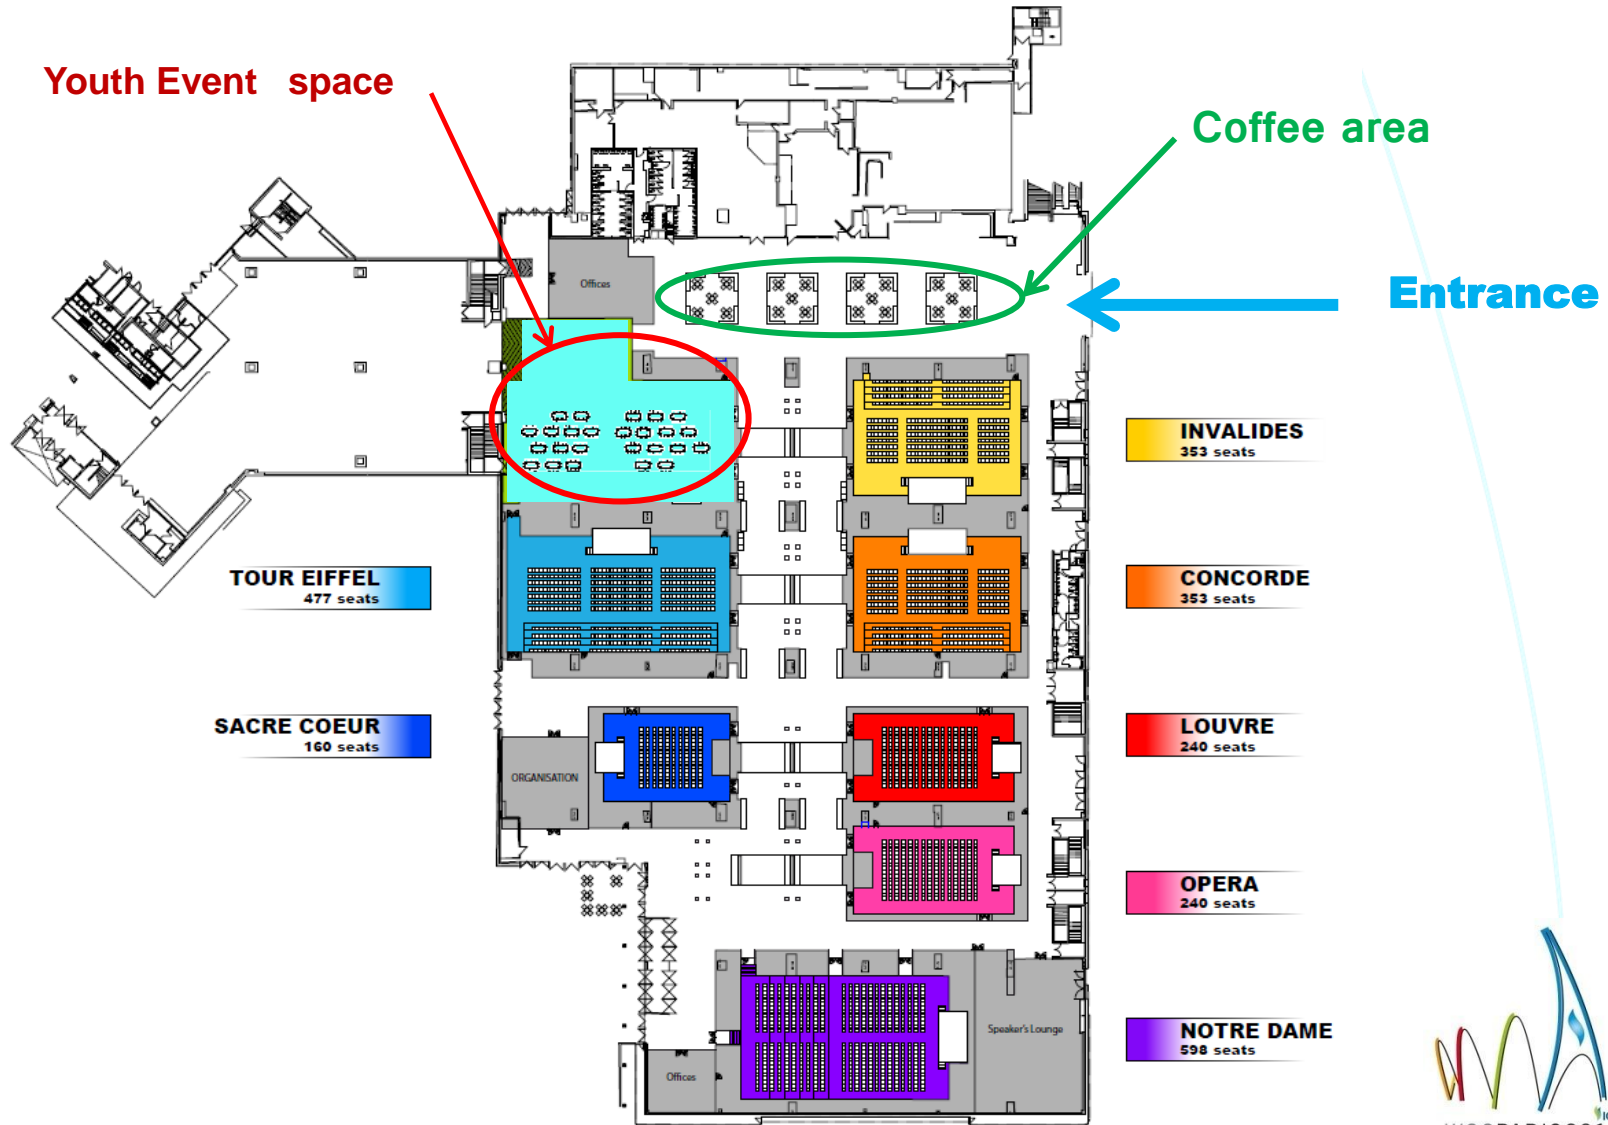 Youth Event space
Coffee area
Entrance
Offices
INVALIDES
353 seats
TOUR EIFFEL
477 seats
CONCORDE
353 seats
SACRE COEUR
160 seats
LOUVRE
240 seats
ORGANISATION
OPERA
240 seats
Speaker's Lounge
NOTRE DAME
598 seats
Offices